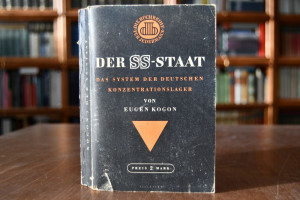 DER SS-STAAT
DAS SYSTEM DER DEUTSCHEN
KONZENTRATIONSLAGER
VON
EUGEN KOGON
PREIS 2 MARK